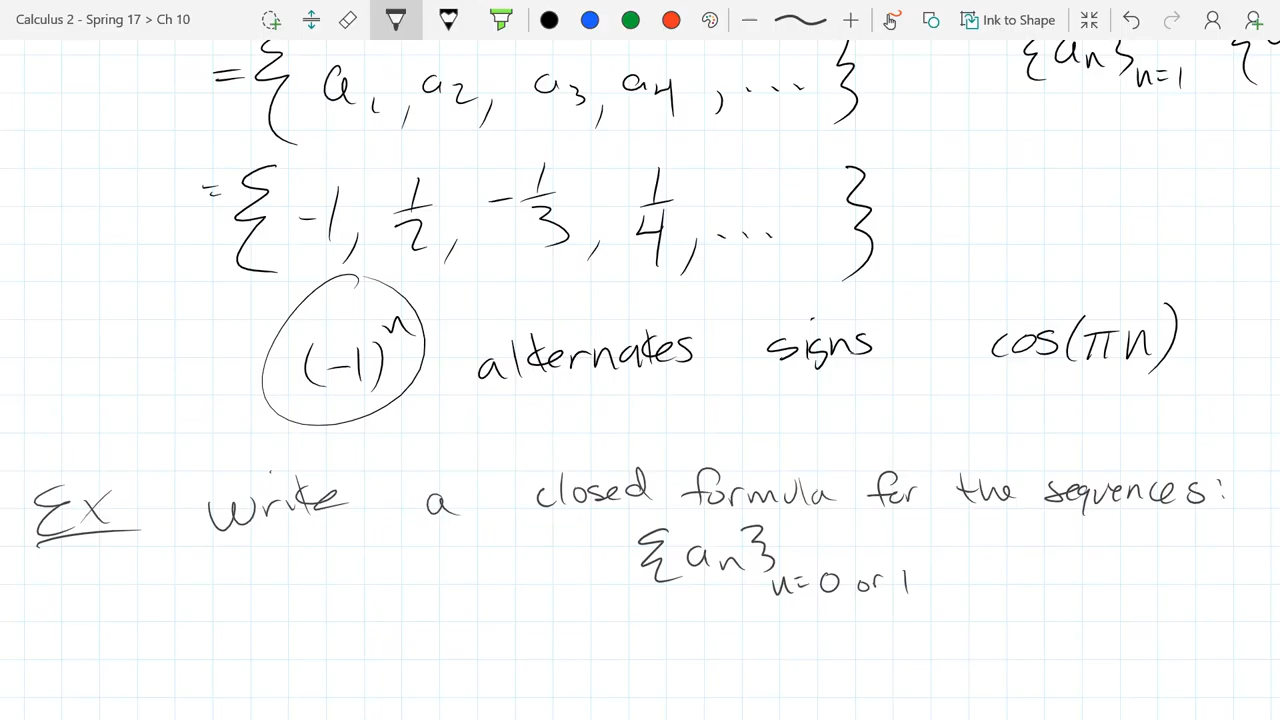 Calculus 2 - Spring 17 > Ch 10
Ink to Shape
= { a₁, a₂, a₃, a₄, ... }
{an}n=1 {
= { -1, 1/2, -1/3, 1/4, ... }
(-1)ⁿ alternates signs cos(πn)
Ex Write a closed formula for the sequences:
{an}n=0 or 1